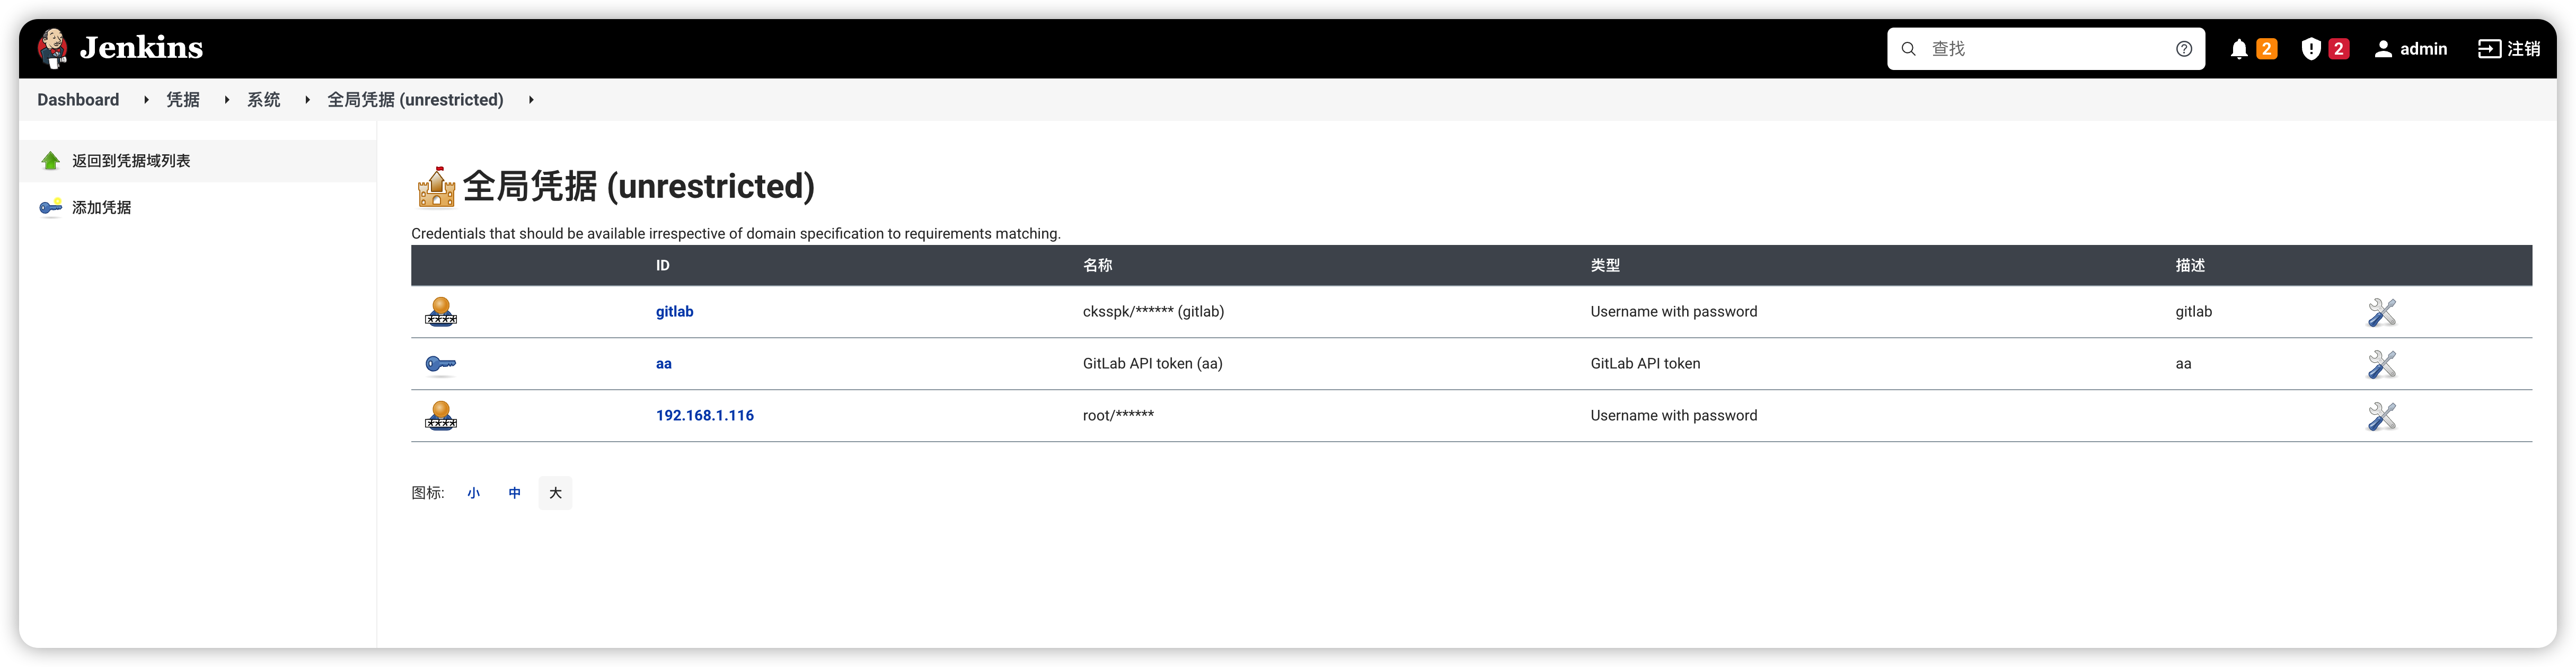 Jenkins 查找 2 2 admin 注销
Dashboard 凭据 系统 全局凭据 (unrestricted)
返回到凭据域列表
添加凭据
全局凭据 (unrestricted)
Credentials that should be available irrespective of domain specification to requirements matching.
ID 名称 类型 描述
gitlab cksspk/****** (gitlab) Username with password gitlab
aa GitLab API token (aa) GitLab API token aa
192.168.1.116 root/****** Username with password
图标: 小 中 大